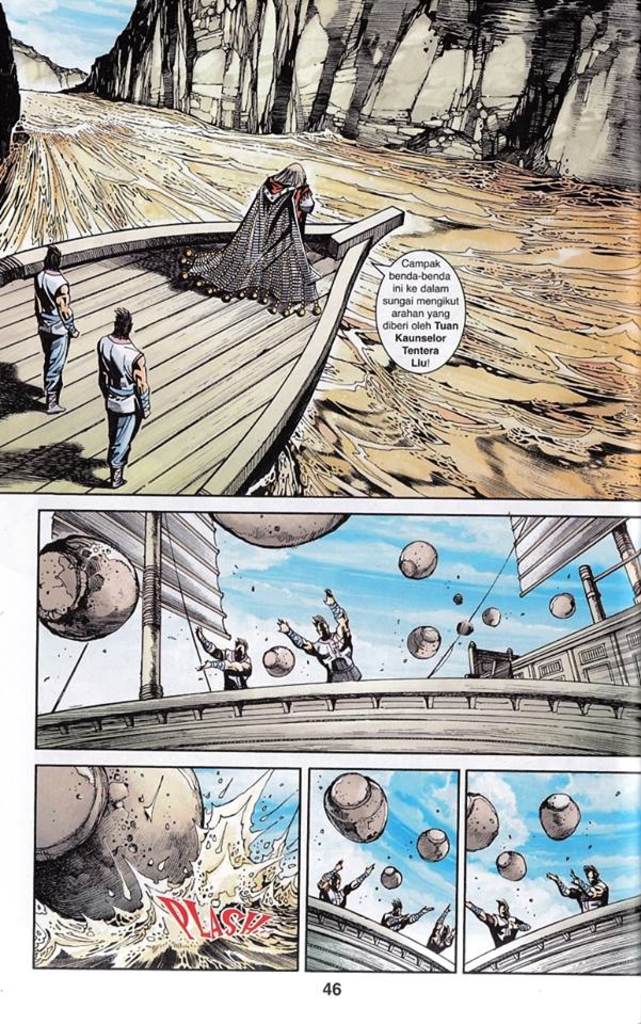 Campak
benda-benda
ini ke dalam
sungai mengikut
arahan yang
diberi oleh Tuan
Kaunselor
Tentera
Liu!
PLASH
46